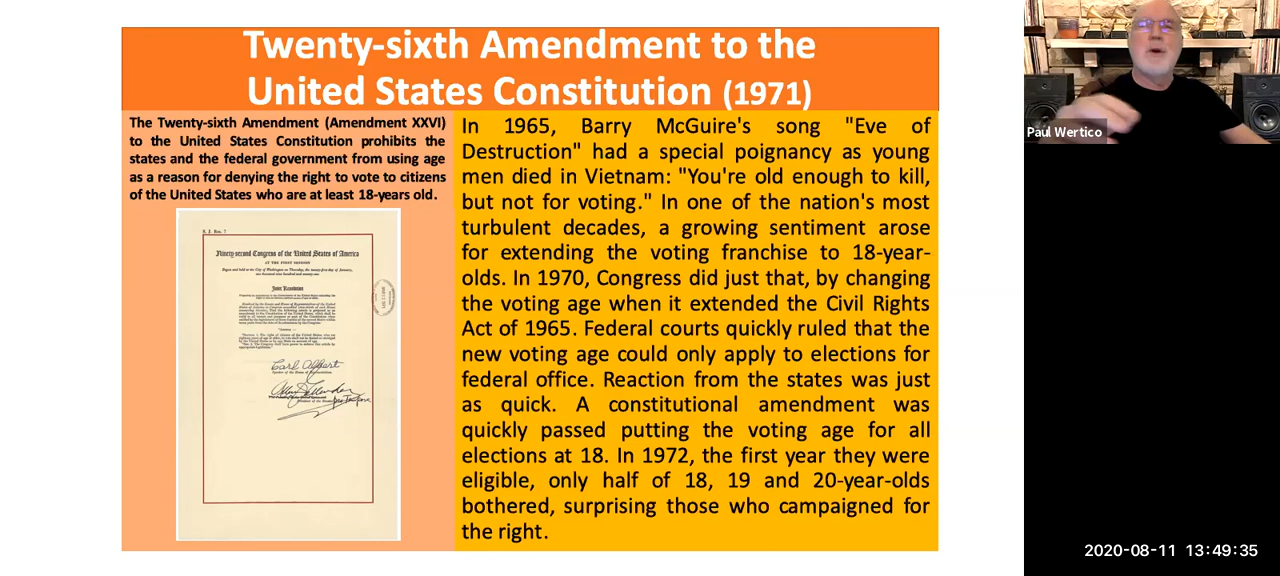 Twenty-sixth Amendment to the
United States Constitution (1971)
The Twenty-sixth Amendment (Amendment XXVI)
to the United States Constitution prohibits the
states and the federal government from using age
as a reason for denying the right to vote to citizens
of the United States who are at least 18-years old.
S. J. Res. 7
Ninety-second Congress of the United States of America
AT THE FIRST SESSION
Joint Resolution
Carl Albert
In 1965, Barry McGuire's song "Eve of
Destruction" had a special poignancy as young
men died in Vietnam: "You're old enough to kill,
but not for voting." In one of the nation's most
turbulent decades, a growing sentiment arose
for extending the voting franchise to 18-year-
olds. In 1970, Congress did just that, by changing
the voting age when it extended the Civil Rights
Act of 1965. Federal courts quickly ruled that the
new voting age could only apply to elections for
federal office. Reaction from the states was just
as quick. A constitutional amendment was
quickly passed putting the voting age for all
elections at 18. In 1972, the first year they were
eligible, only half of 18, 19 and 20-year-olds
bothered, surprising those who campaigned for
the right.
Paul Wertico
2020-08-11 13:49:35